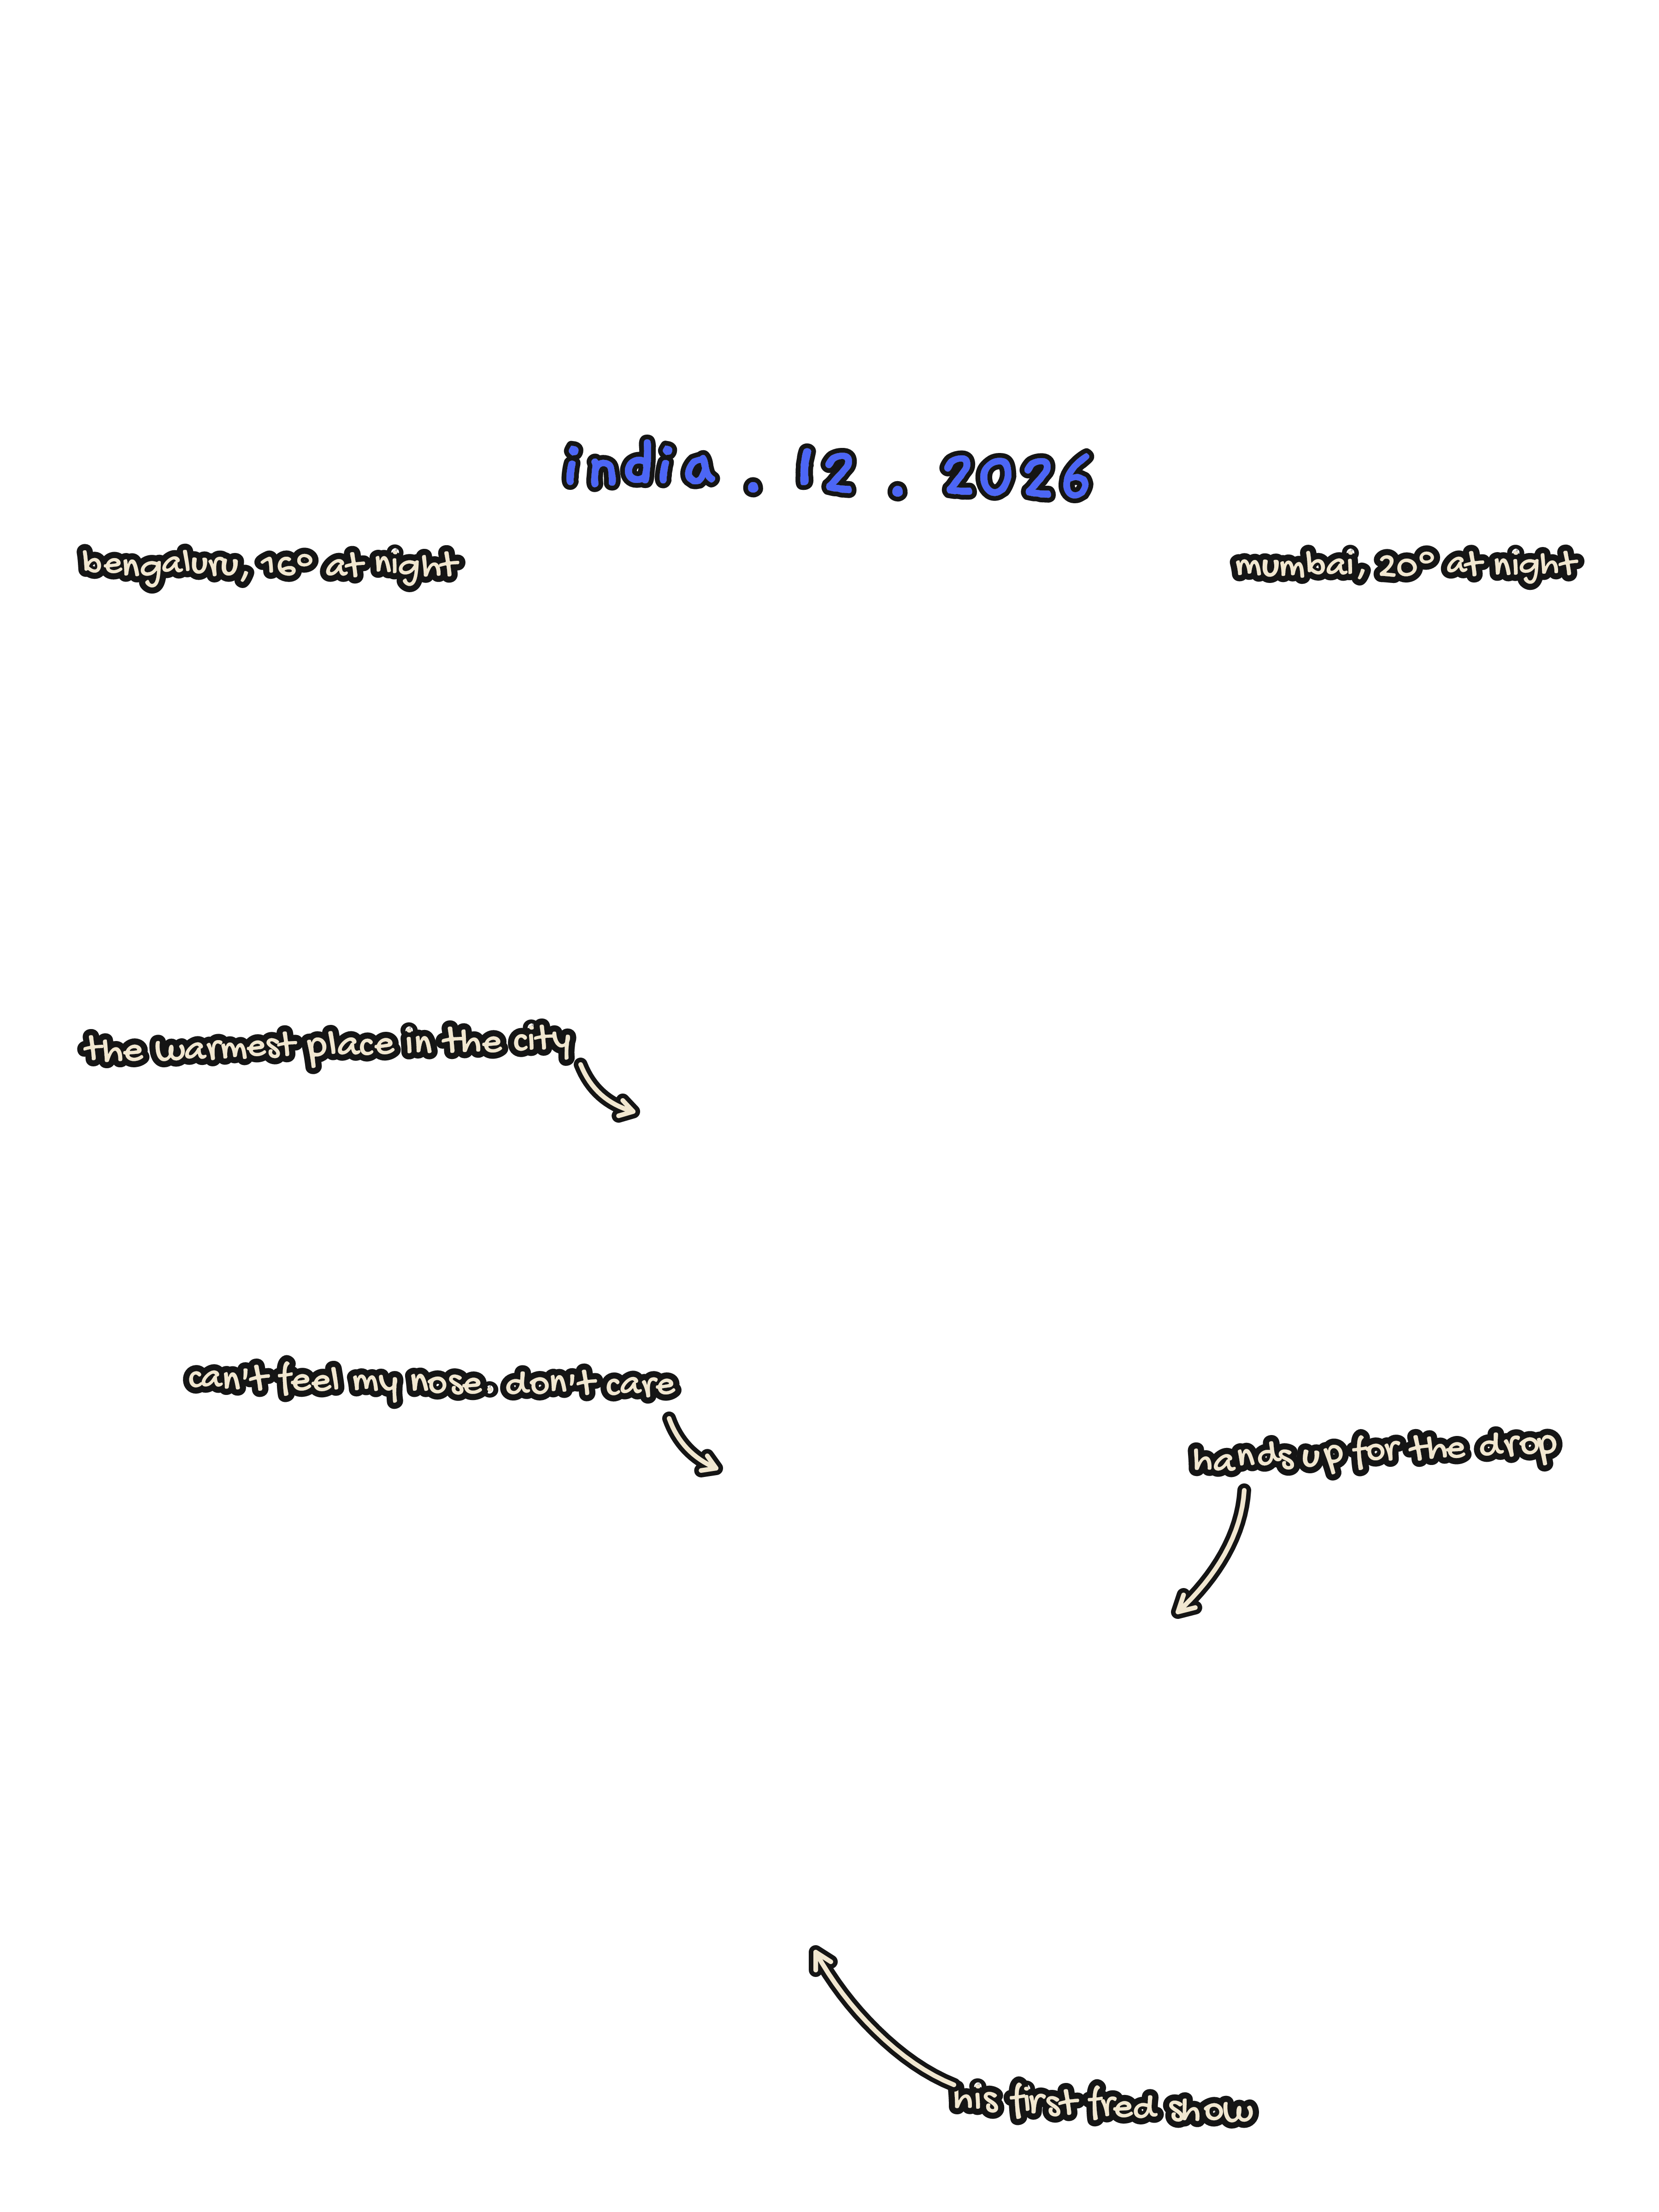 india . 12 . 2026
bengaluru, 16° at night
mumbai, 20° at night
the warmest place in the city
can't feel my nose. don't care
hands up for the drop
his first fred show